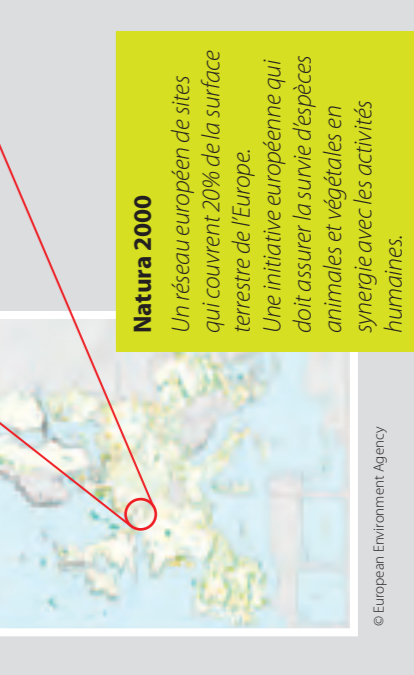 Natura 2000
Un réseau européen de sites
qui couvrent 20% de la surface
terrestre de l'Europe.
Une initiative européenne qui
doit assurer la survie d'espèces
animales et végétales en
synergie avec les activités
humaines.
© European Environment Agency